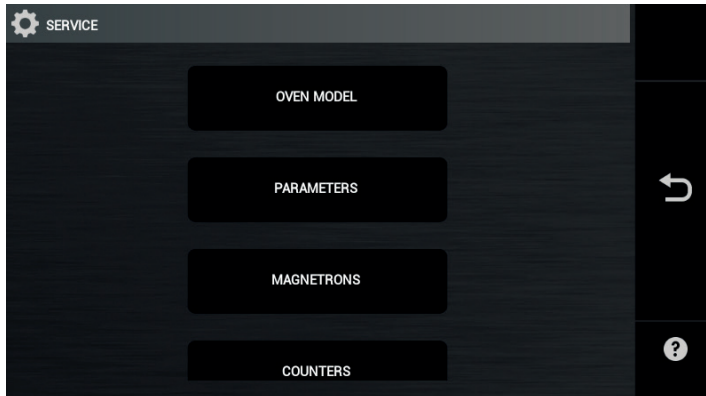 SERVICE
OVEN MODEL
PARAMETERS
MAGNETRONS
COUNTERS
?